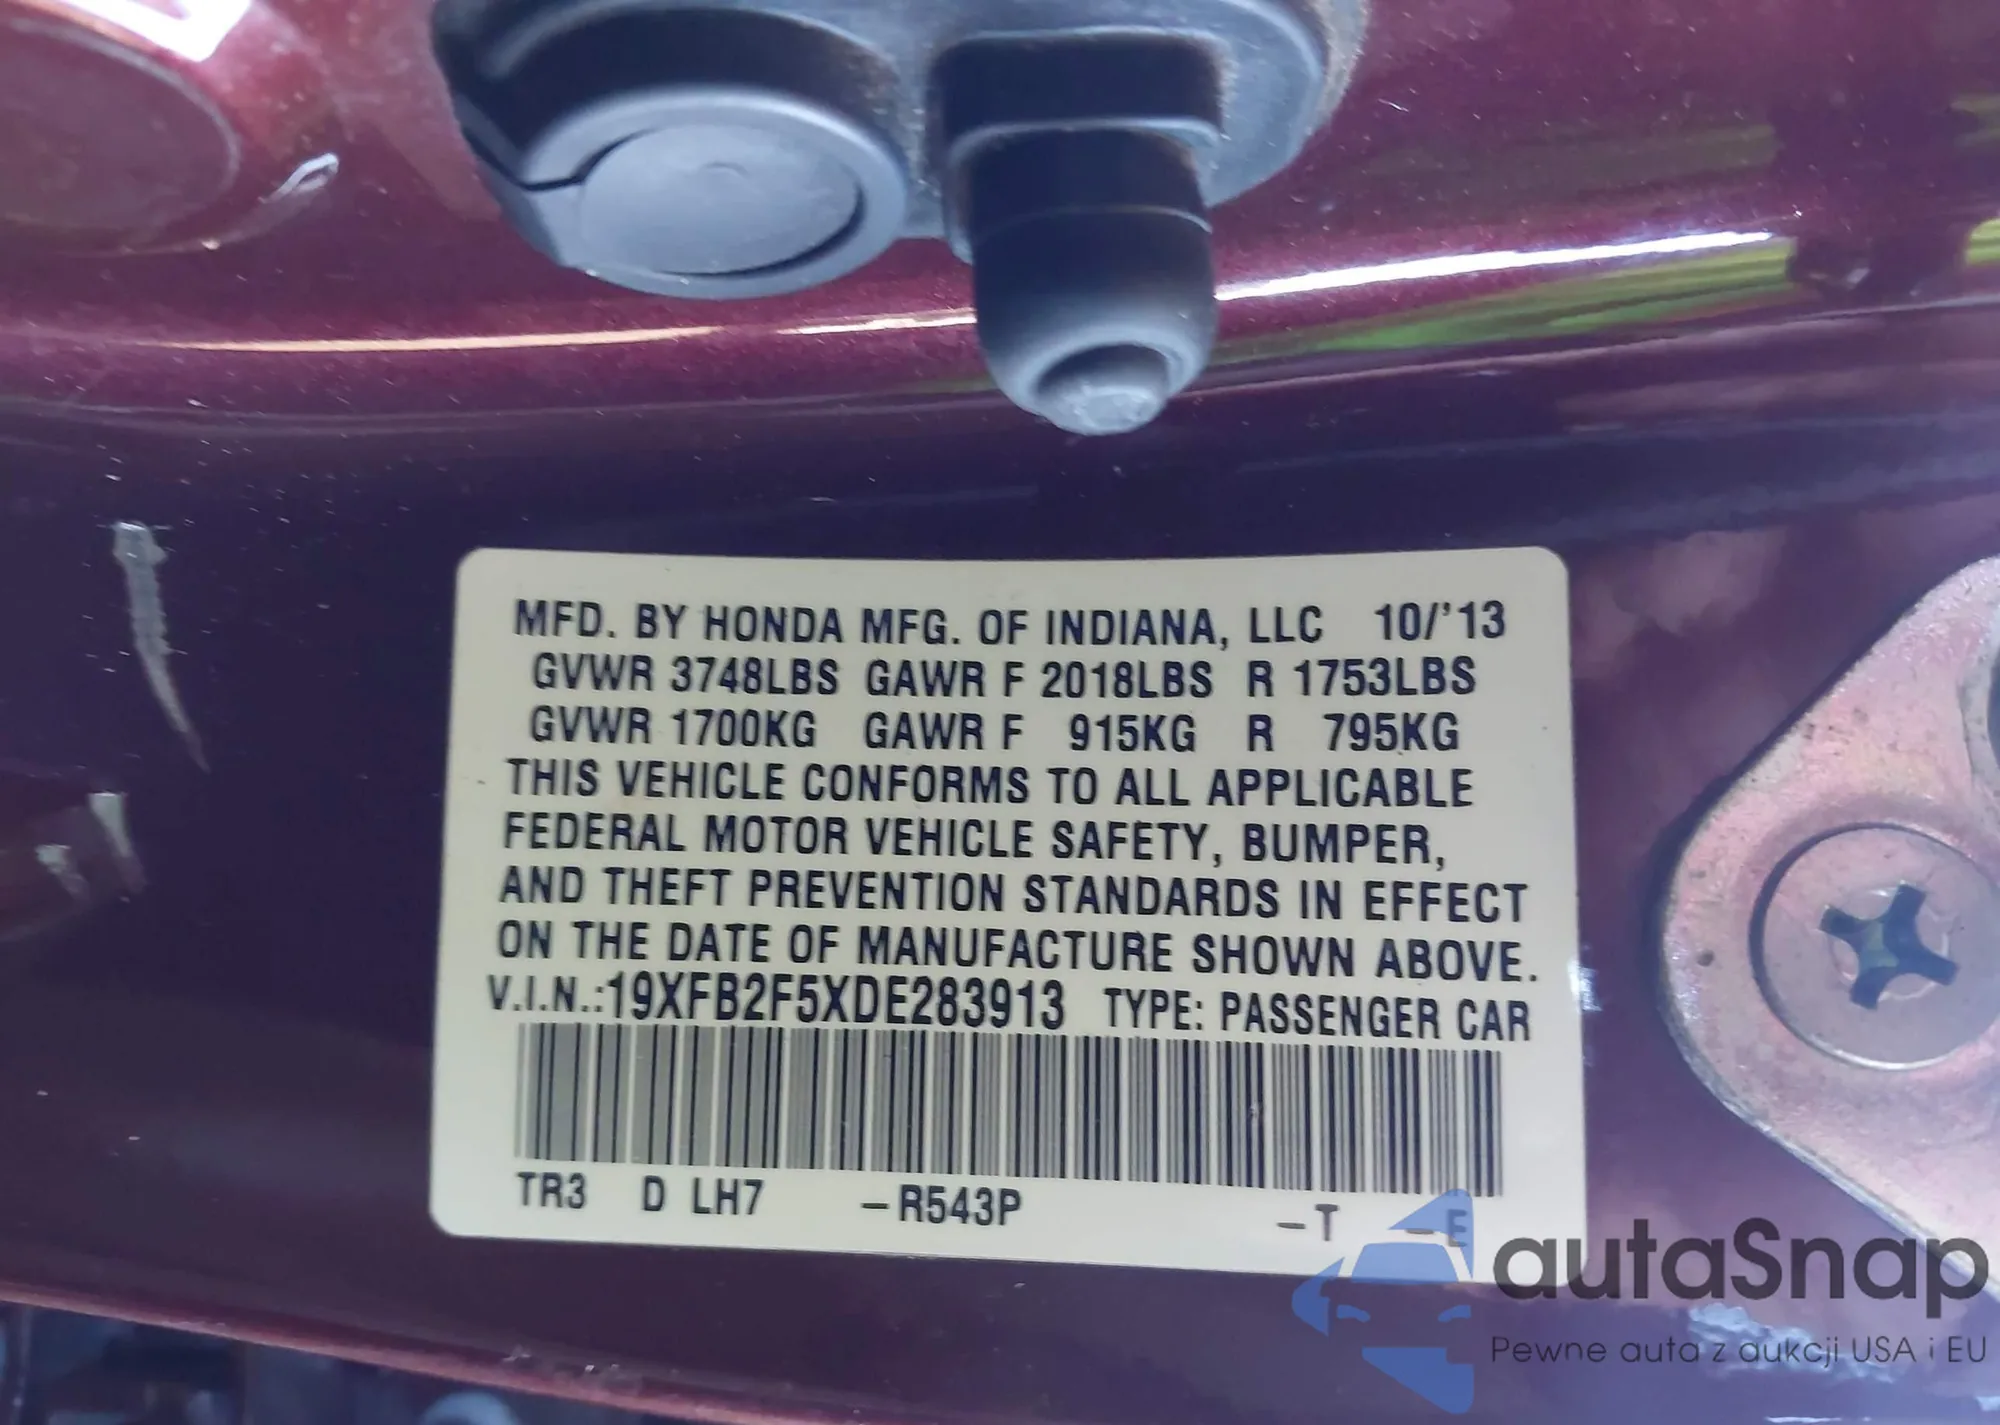 MFD. BY HONDA MFG. OF INDIANA, LLC 10/'13
GVWR 3748LBS GAWR F 2018LBS R 1753LBS
GVWR 1700KG GAWR F 915KG R 795KG
THIS VEHICLE CONFORMS TO ALL APPLICABLE
FEDERAL MOTOR VEHICLE SAFETY, BUMPER,
AND THEFT PREVENTION STANDARDS IN EFFECT
ON THE DATE OF MANUFACTURE SHOWN ABOVE.
V.I.N.:19XFB2F5XDE283913 TYPE: PASSENGER CAR
TR3 D LH7 –R543P –T –E
autaSnap
Pewne auta z aukcji USA i EU